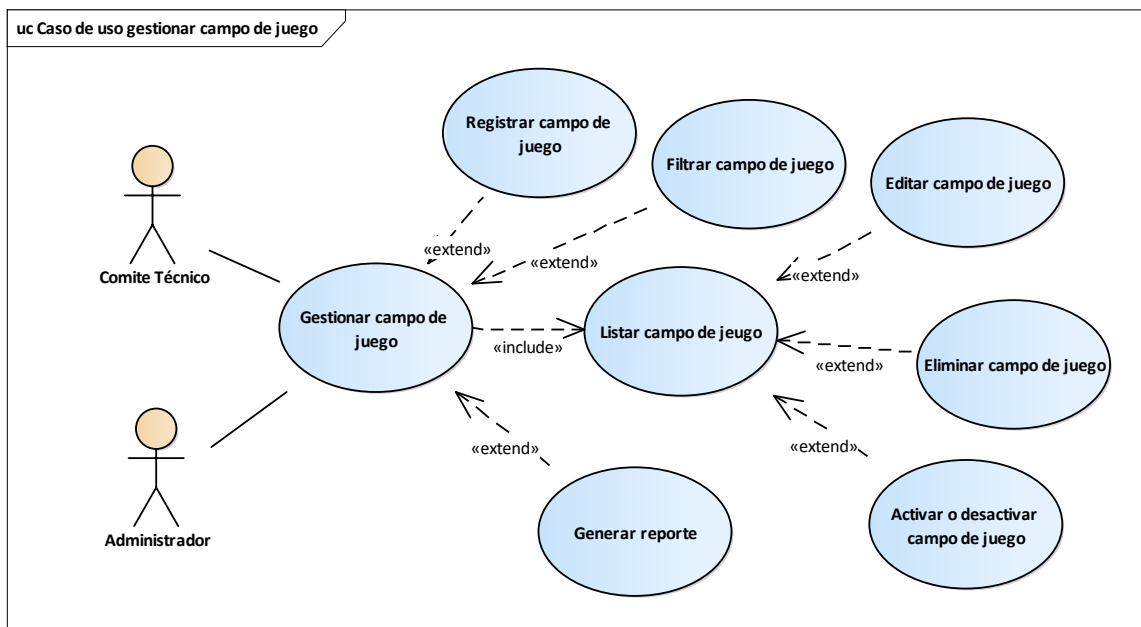 uc Caso de uso gestionar campo de juego
Registrar campo de
juego
Filtrar campo de juego
Editar campo de juego
Comite Técnico
«extend»
«extend»
«extend»
Gestionar campo de
juego
«include»
Listar campo de jeugo
«extend»
Eliminar campo de juego
«extend»
«extend»
Administrador
Generar reporte
Activar o desactivar
campo de juego